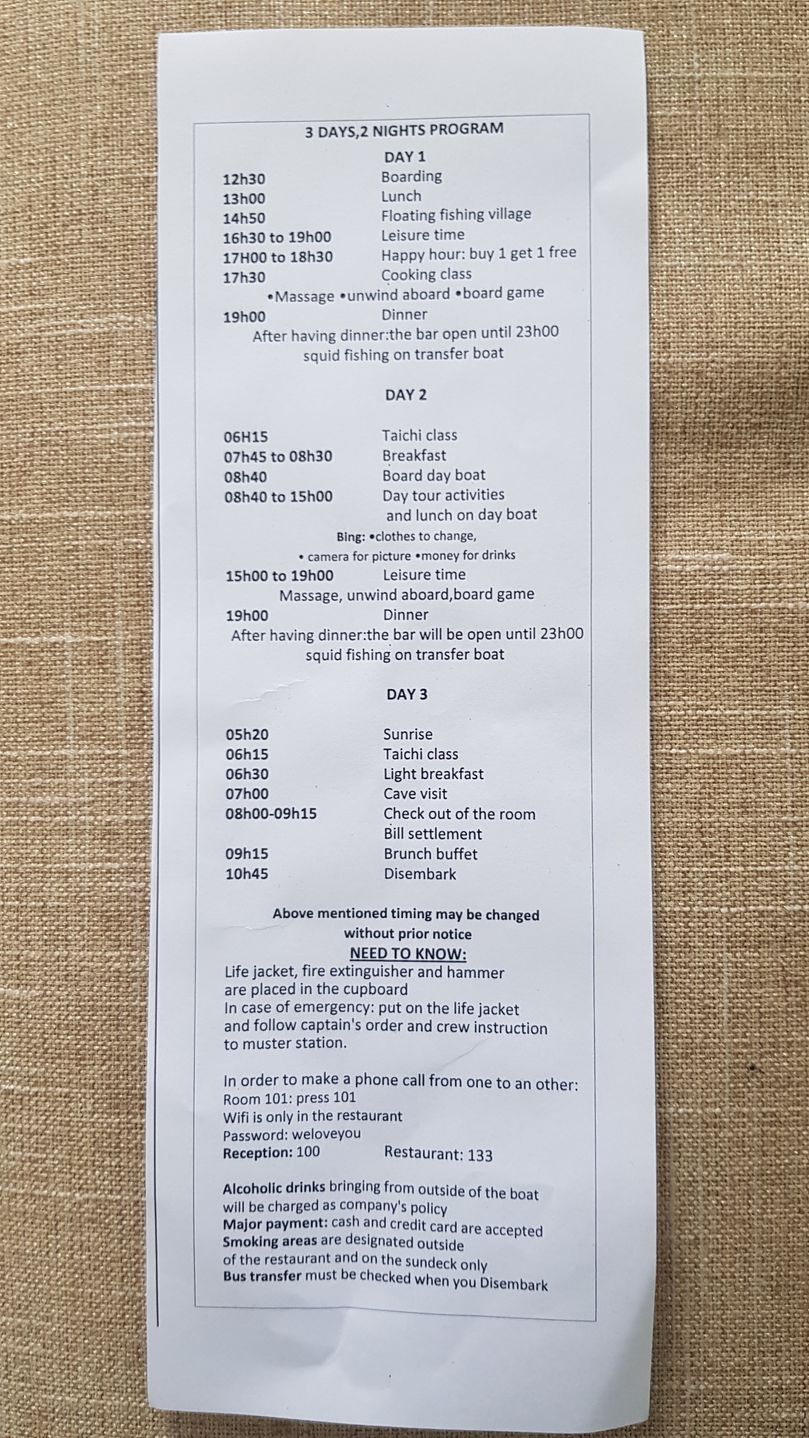 3 DAYS,2 NIGHTS PROGRAM
DAY 1
12h30 Boarding
13h00 Lunch
14h50 Floating fishing village
16h30 to 19h00 Leisure time
17H00 to 18h30 Happy hour: buy 1 get 1 free
17h30 Cooking class
•Massage •unwind aboard •board game
19h00 Dinner
After having dinner:the bar open until 23h00
squid fishing on transfer boat
DAY 2
06H15 Taichi class
07h45 to 08h30 Breakfast
08h40 Board day boat
08h40 to 15h00 Day tour activities
and lunch on day boat
Bing: •clothes to change,
• camera for picture •money for drinks
15h00 to 19h00 Leisure time
Massage, unwind aboard,board game
19h00 Dinner
After having dinner:the bar will be open until 23h00
squid fishing on transfer boat
DAY 3
05h20 Sunrise
06h15 Taichi class
06h30 Light breakfast
07h00 Cave visit
08h00-09h15 Check out of the room
Bill settlement
09h15 Brunch buffet
10h45 Disembark
Above mentioned timing may be changed
without prior notice
NEED TO KNOW:
Life jacket, fire extinguisher and hammer
are placed in the cupboard
In case of emergency: put on the life jacket
and follow captain's order and crew instruction
to muster station.
In order to make a phone call from one to an other:
Room 101: press 101
Wifi is only in the restaurant
Password: weloveyou
Reception: 100 Restaurant: 133
Alcoholic drinks bringing from outside of the boat
will be charged as company's policy
Major payment: cash and credit card are accepted
Smoking areas are designated outside
of the restaurant and on the sundeck only
Bus transfer must be checked when you Disembark